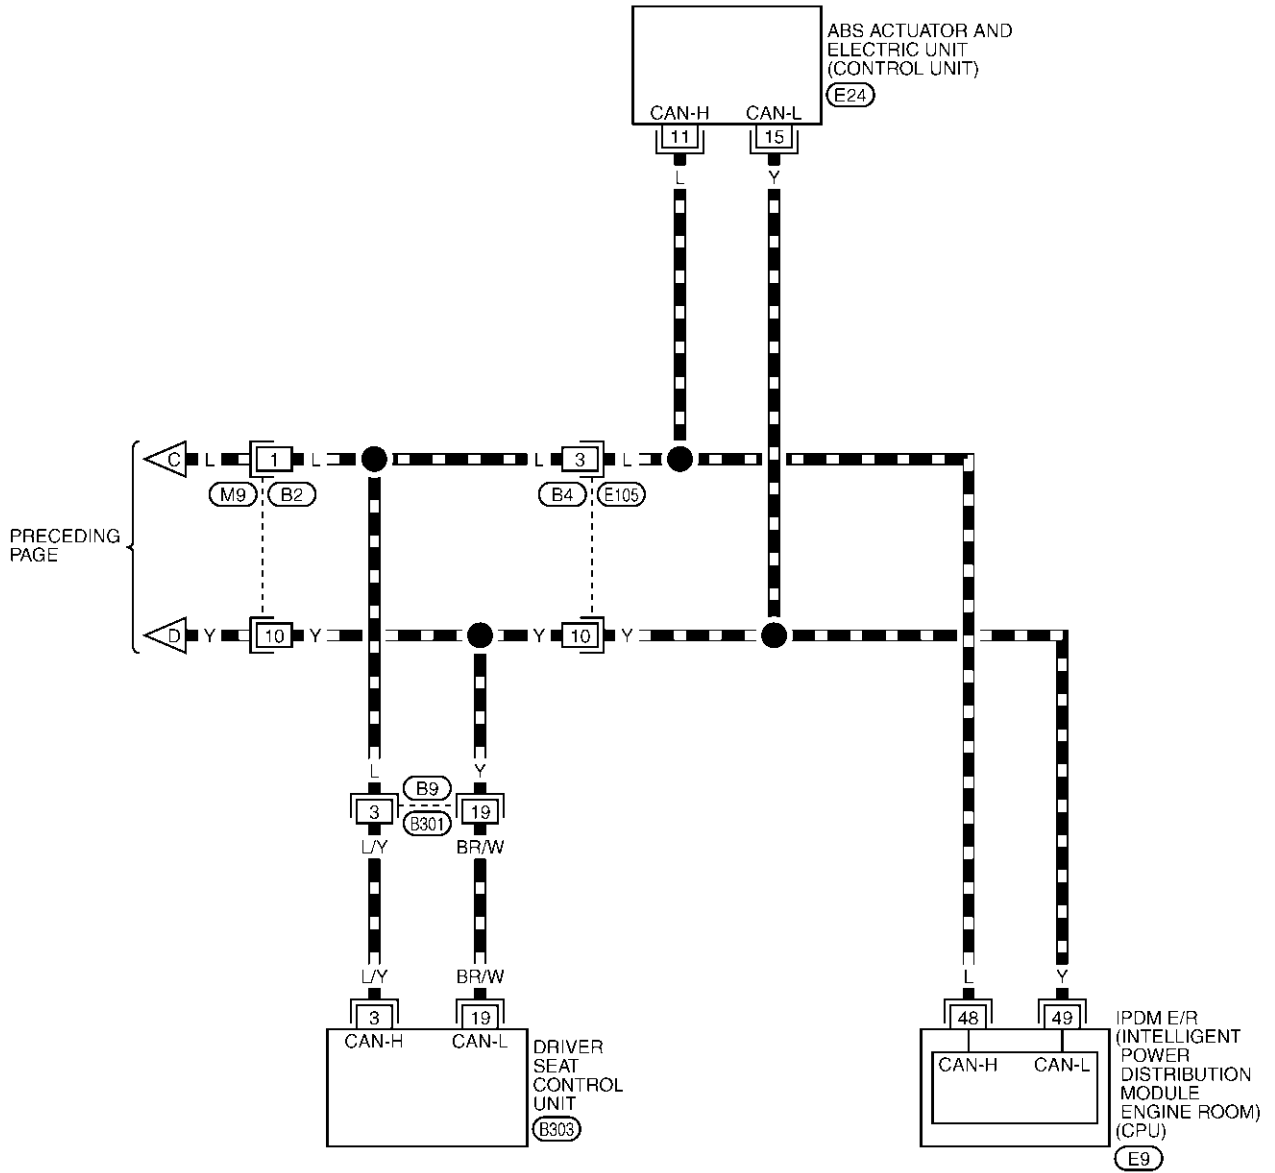 ABS ACTUATOR AND
ELECTRIC UNIT
(CONTROL UNIT)
E24
CAN-H CAN-L
11 15
L Y
C L 1 L L 3 L
M9 B2 B4 E105
PRECEDING
PAGE
D Y 10 Y Y 10 Y
L Y
B9
3 19
B301
L/Y BR/W
L/Y BR/W
3 19
CAN-H CAN-L
DRIVER
SEAT
CONTROL
UNIT
B303
L Y
48 49
CAN-H CAN-L
IPDM E/R
(INTELLIGENT
POWER
DISTRIBUTION
MODULE
ENGINE ROOM)
(CPU)
E9